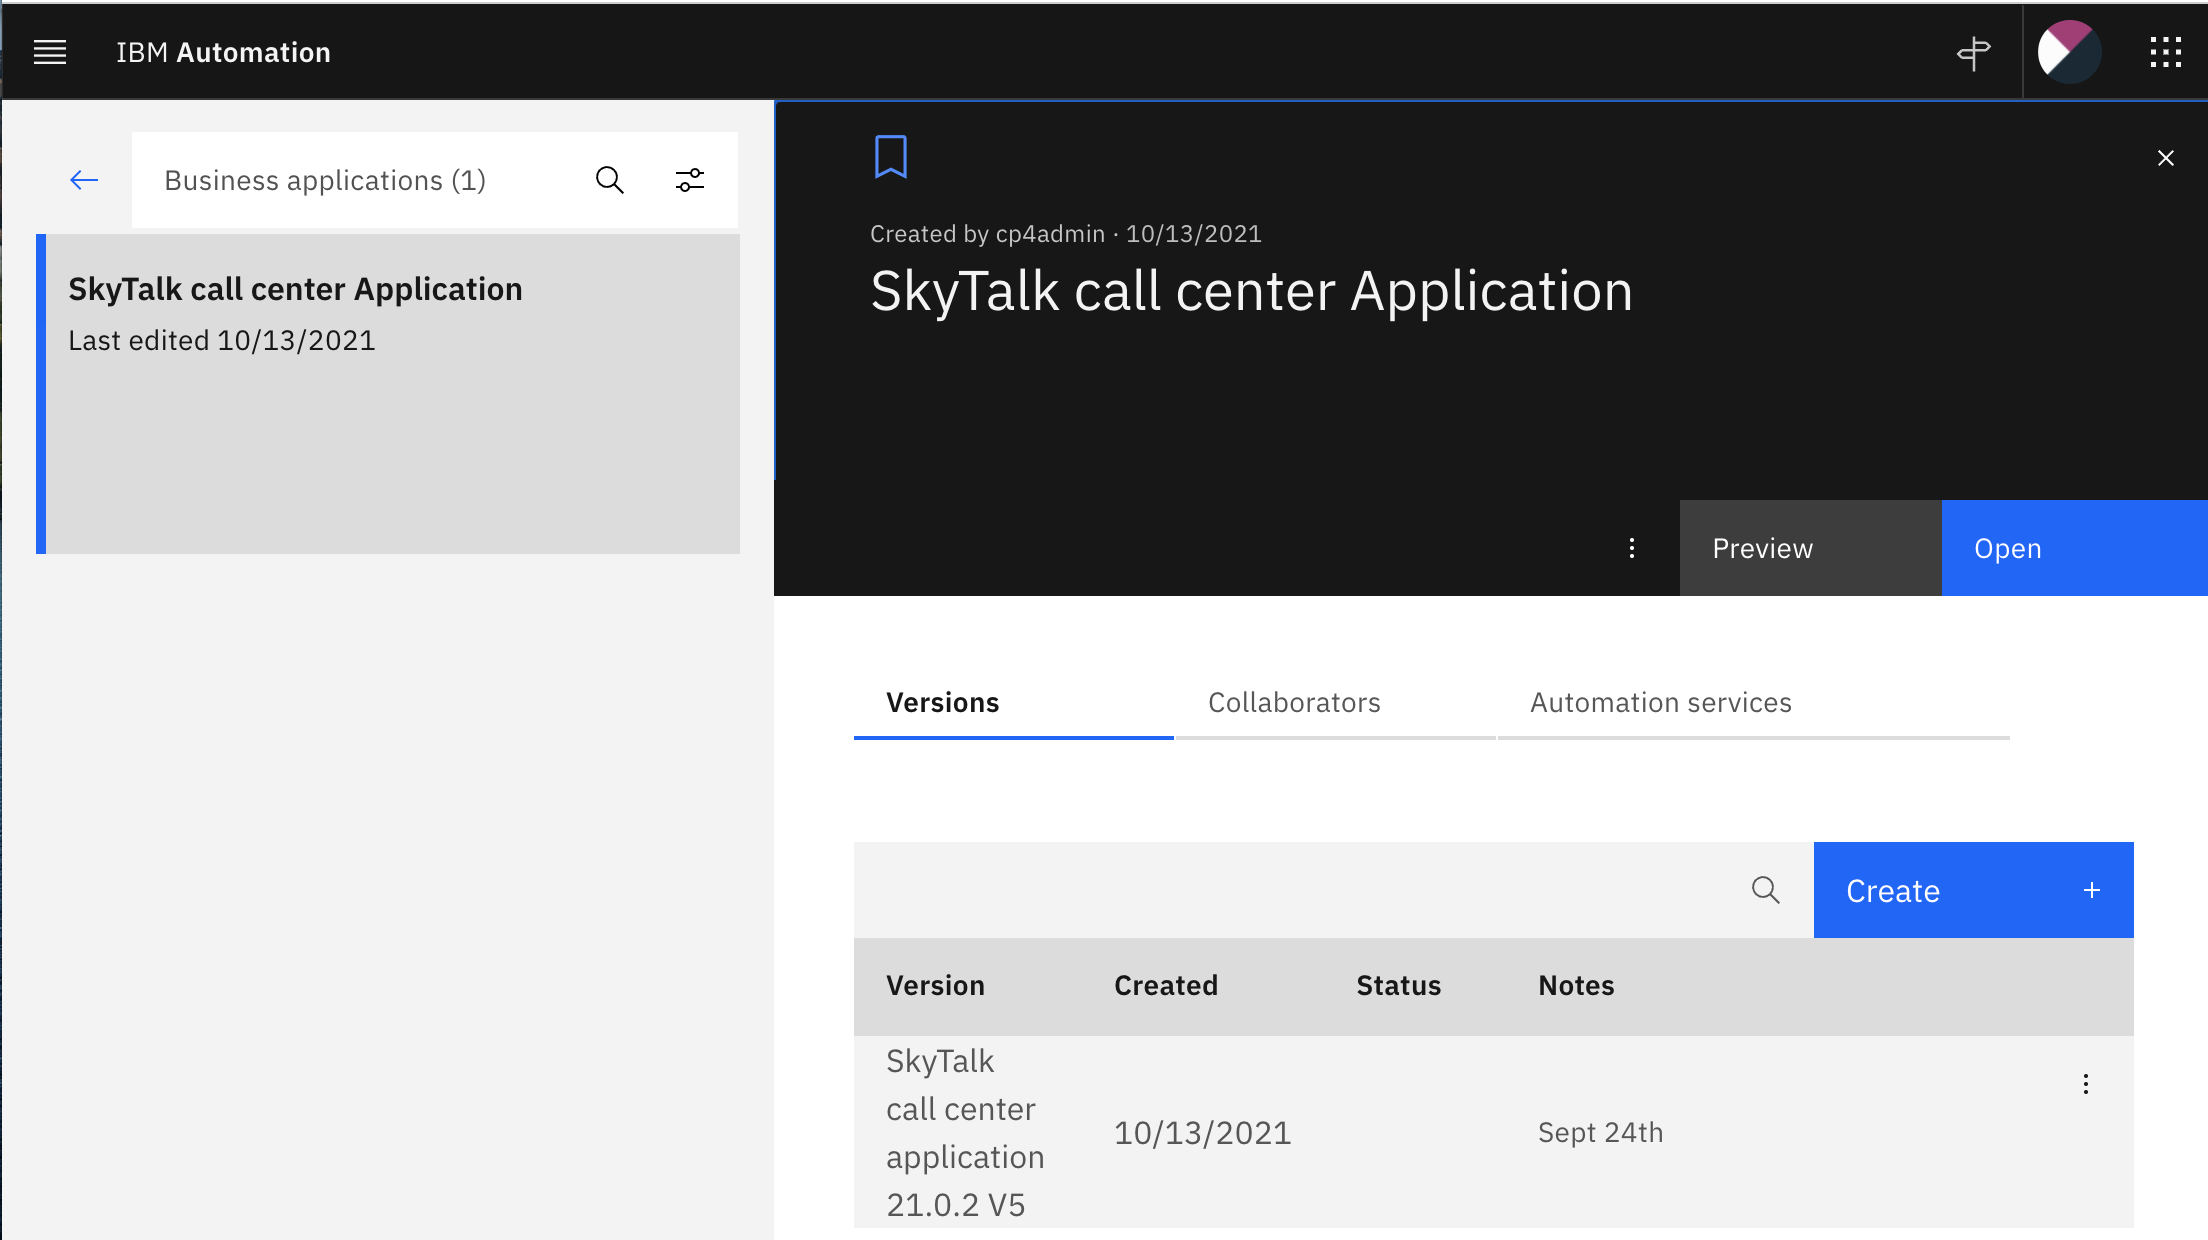 IBM Automation
Business applications (1)
SkyTalk call center Application
Last edited 10/13/2021
Created by cp4admin · 10/13/2021
SkyTalk call center Application
Preview
Open
Versions
Collaborators
Automation services
Create
Version
Created
Status
Notes
SkyTalk
call center
application
21.0.2 V5
10/13/2021
Sept 24th